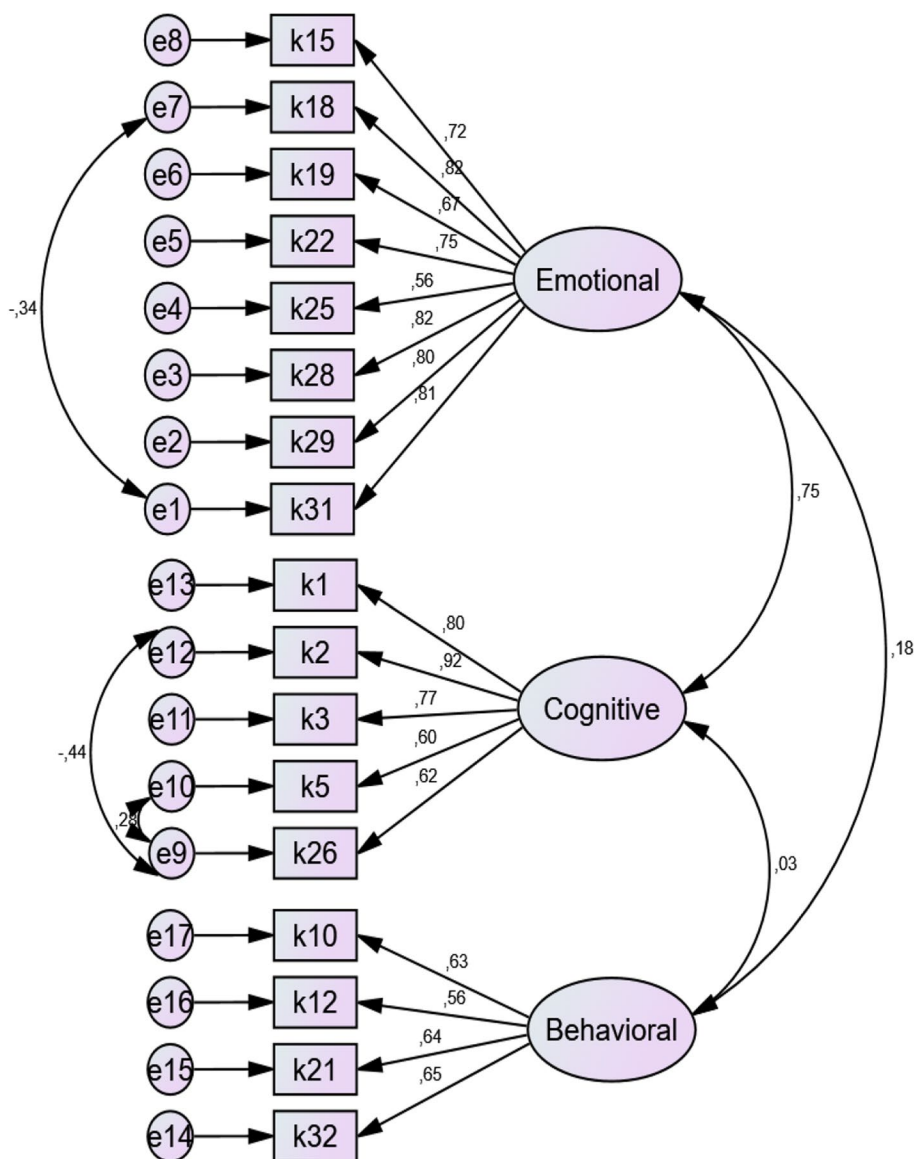 e8 k15
,72
e7 k18
,82
e6 k19
,67
e5 k22
,75
Emotional
e4 k25
,56
-,34
,82
e3 k28
,80
e2 k29
,81
e1 k31
,75
e13 k1
,80
e12 k2
,92
,18
e11 k3
,77
Cognitive
-,44
,60
e10 k5
,62
,28
e9 k26
,03
e17 k10
,63
e16 k12
,56
Behavioral
e15 k21
,64
,65
e14 k32